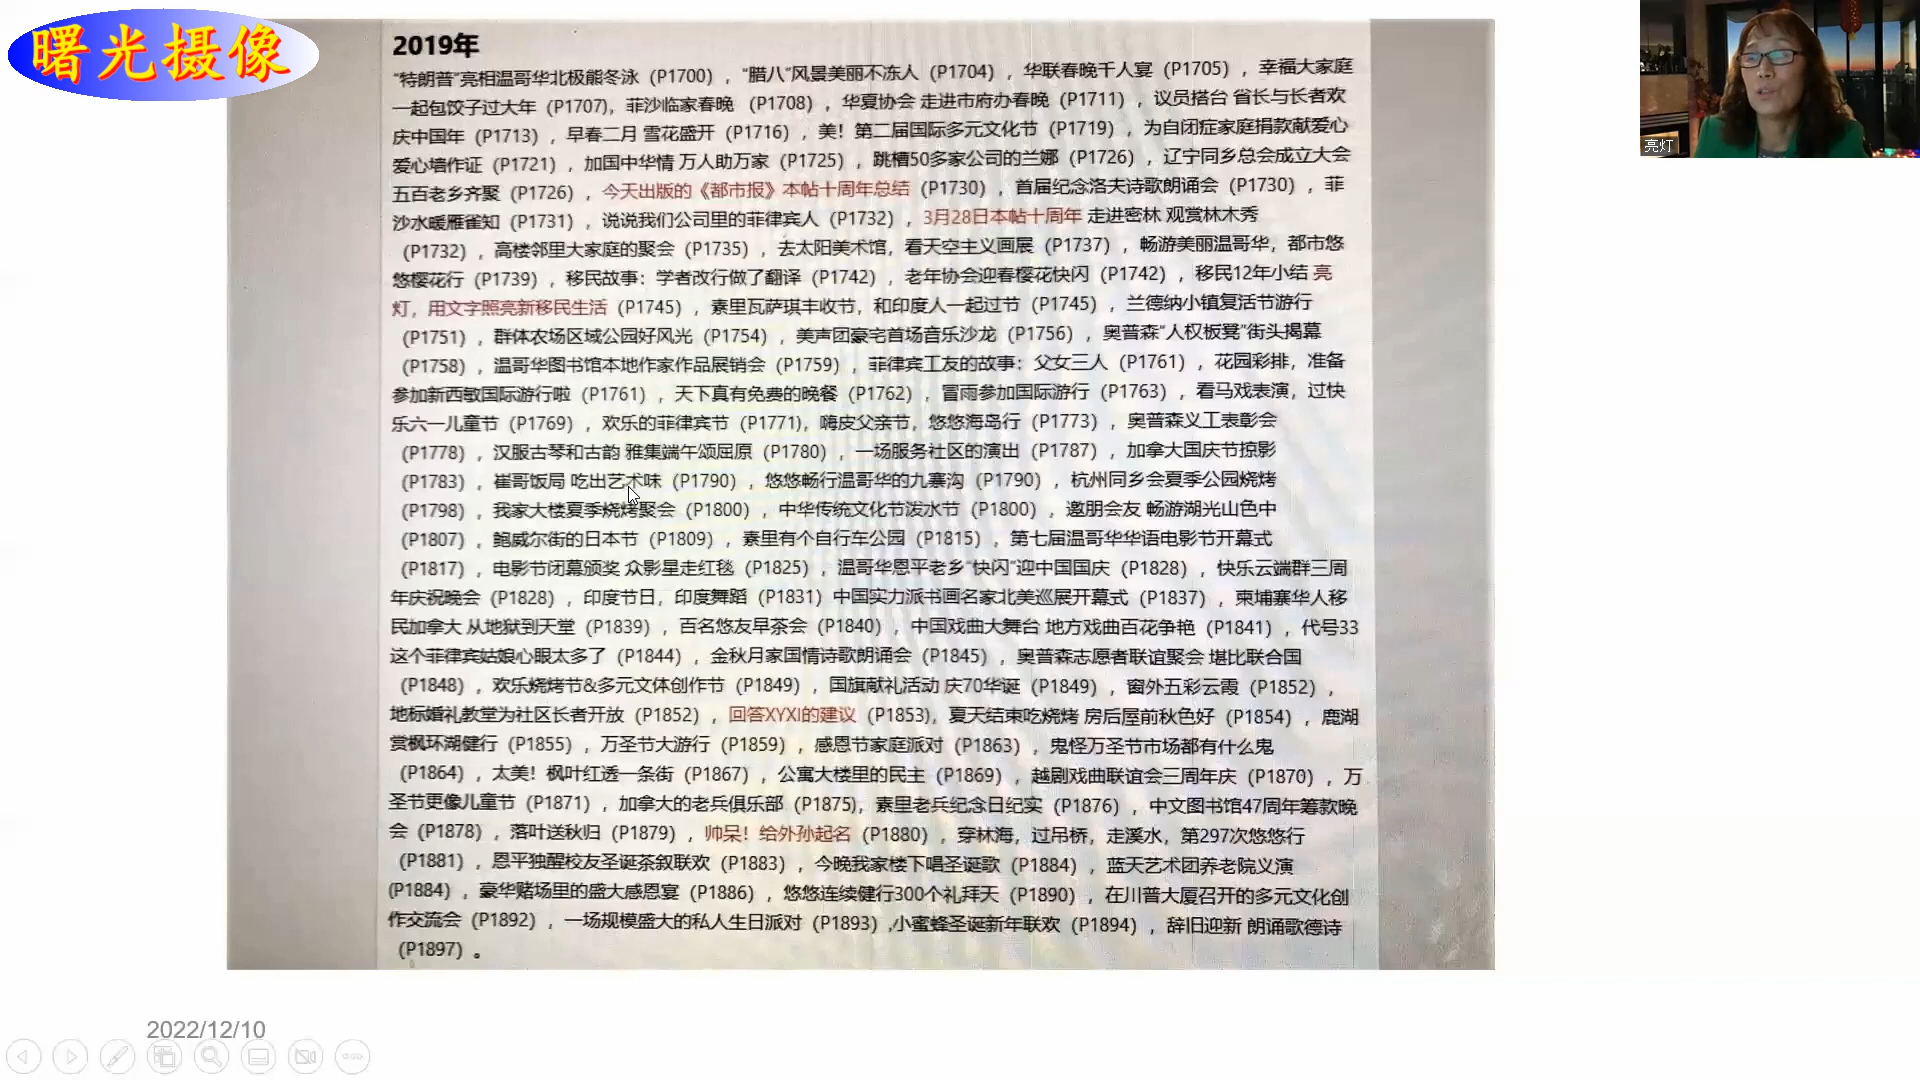 曙光摄像
2019年
“特朗普”亮相温哥华北极熊冬泳（P1700），“腊八”风景美丽不冻人（P1704），华联春晚千人宴（P1705），幸福大家庭
一起包饺子过大年（P1707），菲沙临家春晚（P1708），华夏协会 走进市府办春晚（P1711），议员搭台 省长与长者欢
庆中国年（P1713），早春二月 雪花盛开（P1716），美！第二届国际多元文化节（P1719），为自闭症家庭捐款献爱心
爱心墙作证（P1721），加国中华情 万人助万家（P1725），跳槽50多家公司的兰娜（P1726），辽宁同乡总会成立大会
五百老乡齐聚（P1726），今天出版的《都市报》本帖十周年总结（P1730），首届纪念洛夫诗歌朗诵会（P1730），菲
沙水暖雁雀知（P1731），说说我们公司里的菲律宾人（P1732），3月28日本帖十周年 走进密林 观赏林木秀
（P1732），高楼邻里大家庭的聚会（P1735），去太阳美术馆，看天空主义画展（P1737），畅游美丽温哥华，都市悠
悠樱花行（P1739），移民故事：学者改行做了翻译（P1742），老年协会迎春樱花快闪（P1742），移民12年小结 亮
灯，用文字照亮新移民生活（P1745），素里瓦萨琪丰收节，和印度人一起过节（P1745），兰德纳小镇复活节游行
（P1751），群体农场区域公园好风光（P1754），美声团豪宅首场音乐沙龙（P1756），奥普森“人权板凳”街头揭幕
（P1758），温哥华图书馆本地作家作品展销会（P1759），菲律宾工友的故事：父女三人（P1761），花园彩排，准备
参加新西敏国际游行啦（P1761），天下真有免费的晚餐（P1762），冒雨参加国际游行（P1763），看马戏表演，过快
乐六一儿童节（P1769），欢乐的菲律宾节（P1771)，嗨皮父亲节，悠悠海岛行（P1773），奥普森义工表彰会
（P1778），汉服古琴和古韵 雅集端午颂屈原（P1780），一场服务社区的演出（P1787），加拿大国庆节掠影
（P1783），崔哥饭局 吃出艺术味（P1790），悠悠畅行温哥华的九寨沟（P1790），杭州同乡会夏季公园烧烤
（P1798），我家大楼夏季烧烤聚会（P1800），中华传统文化节泼水节（P1800），邀朋会友 畅游湖光山色中
（P1807），鲍威尔街的日本节（P1809），素里有个自行车公园（P1815），第七届温哥华华语电影节开幕式
（P1817），电影节闭幕颁奖 众影星走红毯（P1825），温哥华恩平老乡“快闪”迎中国国庆（P1828），快乐云端群三周
年庆祝晚会（P1828），印度节日，印度舞蹈（P1831）中国实力派书画名家北美巡展开幕式（P1837），柬埔寨华人移
民加拿大 从地狱到天堂（P1839），百名悠友早茶会（P1840），中国戏曲大舞台 地方戏曲百花争艳（P1841），代号33
这个菲律宾姑娘心眼太多了（P1844），金秋月家国情诗歌朗诵会（P1845），奥普森志愿者联谊聚会 堪比联合国
（P1848），欢乐烧烤节&多元文体创作节（P1849），国旗献礼活动 庆70华诞（P1849），窗外五彩云霞（P1852），
地标婚礼教堂为社区长者开放（P1852），回答XYXI的建议（P1853)，夏天结束吃烧烤 房后屋前秋色好（P1854），鹿湖
赏枫环湖健行（P1855），万圣节大游行（P1859），感恩节家庭派对（P1863），鬼怪万圣节市场都有什么鬼
（P1864），太美！枫叶红透一条街（P1867），公寓大楼里的民主（P1869），越剧戏曲联谊会三周年庆（P1870），万
圣节更像儿童节（P1871），加拿大的老兵俱乐部（P1875)，素里老兵纪念日纪实（P1876），中文图书馆47周年筹款晚
会（P1878），落叶送秋归（P1879），帅呆！给外孙起名（P1880），穿林海，过吊桥，走溪水，第297次悠悠行
（P1881），恩平独醒校友圣诞茶叙联欢（P1883），今晚我家楼下唱圣诞歌（P1884），蓝天艺术团养老院义演
(P1884)，豪华赌场里的盛大感恩宴（P1886），悠悠连续健行300个礼拜天（P1890），在川普大厦召开的多元文化创
作交流会（P1892），一场规模盛大的私人生日派对（P1893）,小蜜蜂圣诞新年联欢（P1894），辞旧迎新 朗诵歌德诗
（P1897）。
亮灯
2022/12/10